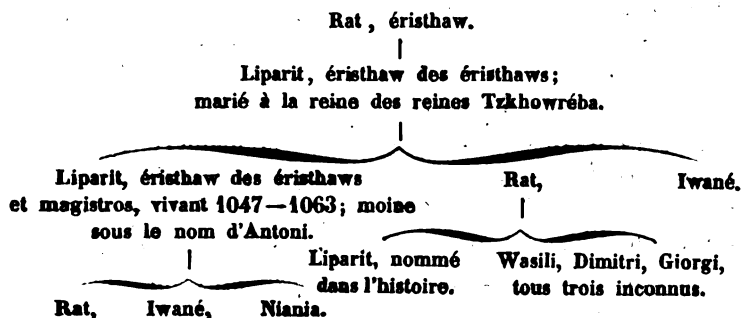 Rat, éristhaw.
Liparit, éristhaw des éristhaws;
marié à la reine des reines Tzkhowréba.
Liparit, éristhaw des éristhaws
et magistros, vivant 1047—1063; moine
sous le nom d'Antoni.
Rat,
Iwané.
Liparit, nommé
dans l'histoire.
Wasili, Dimitri, Giorgi,
tous trois inconnus.
Rat, Iwané, Niania.